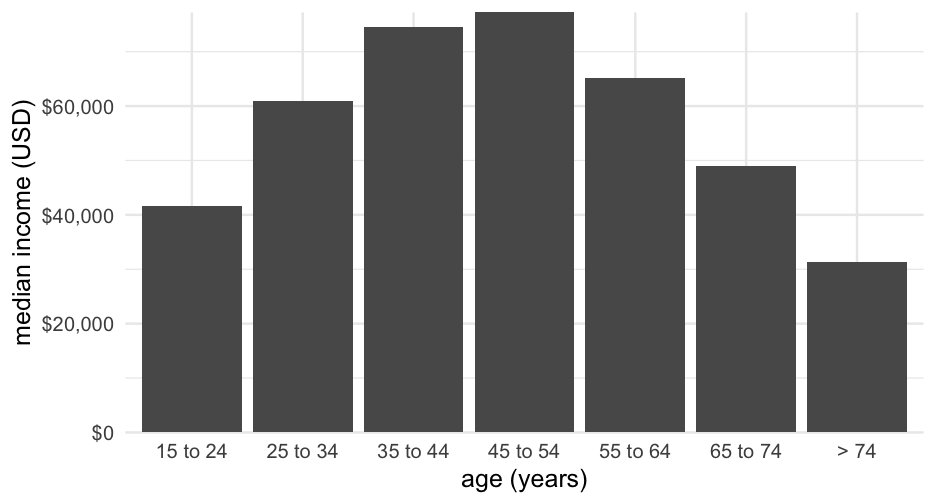 median income (USD)
$60,000
$40,000
$20,000
$0
15 to 24 25 to 34 35 to 44 45 to 54 55 to 64 65 to 74 > 74
age (years)